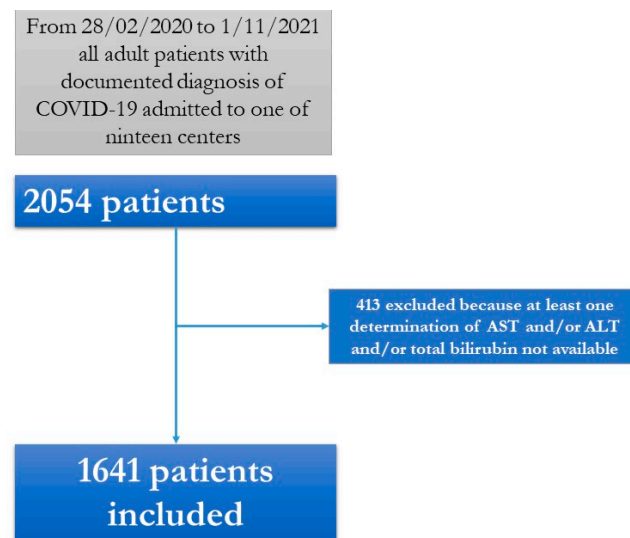 From 28/02/2020 to 1/11/2021
all adult patients with
documented diagnosis of
COVID-19 admitted to one of
ninteen centers
2054 patients
413 excluded because at least one
determination of AST and/or ALT
and/or total bilirubin not available
1641 patients
included